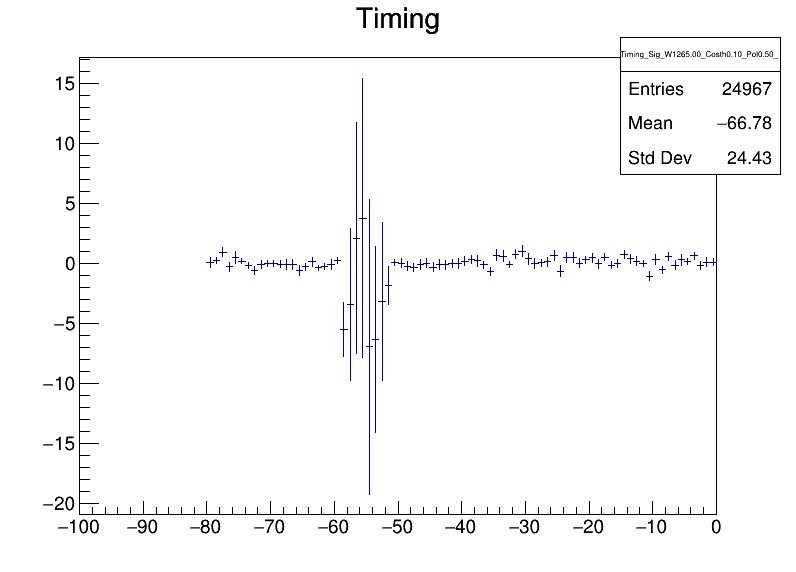 Timing
Timing_Sig_W1265.00_Costh0.10_Pol0.50_
Entries 24967
Mean −66.78
Std Dev 24.43
15
10
5
0
−5
−10
−15
−20
−100 −90 −80 −70 −60 −50 −40 −30 −20 −10 0